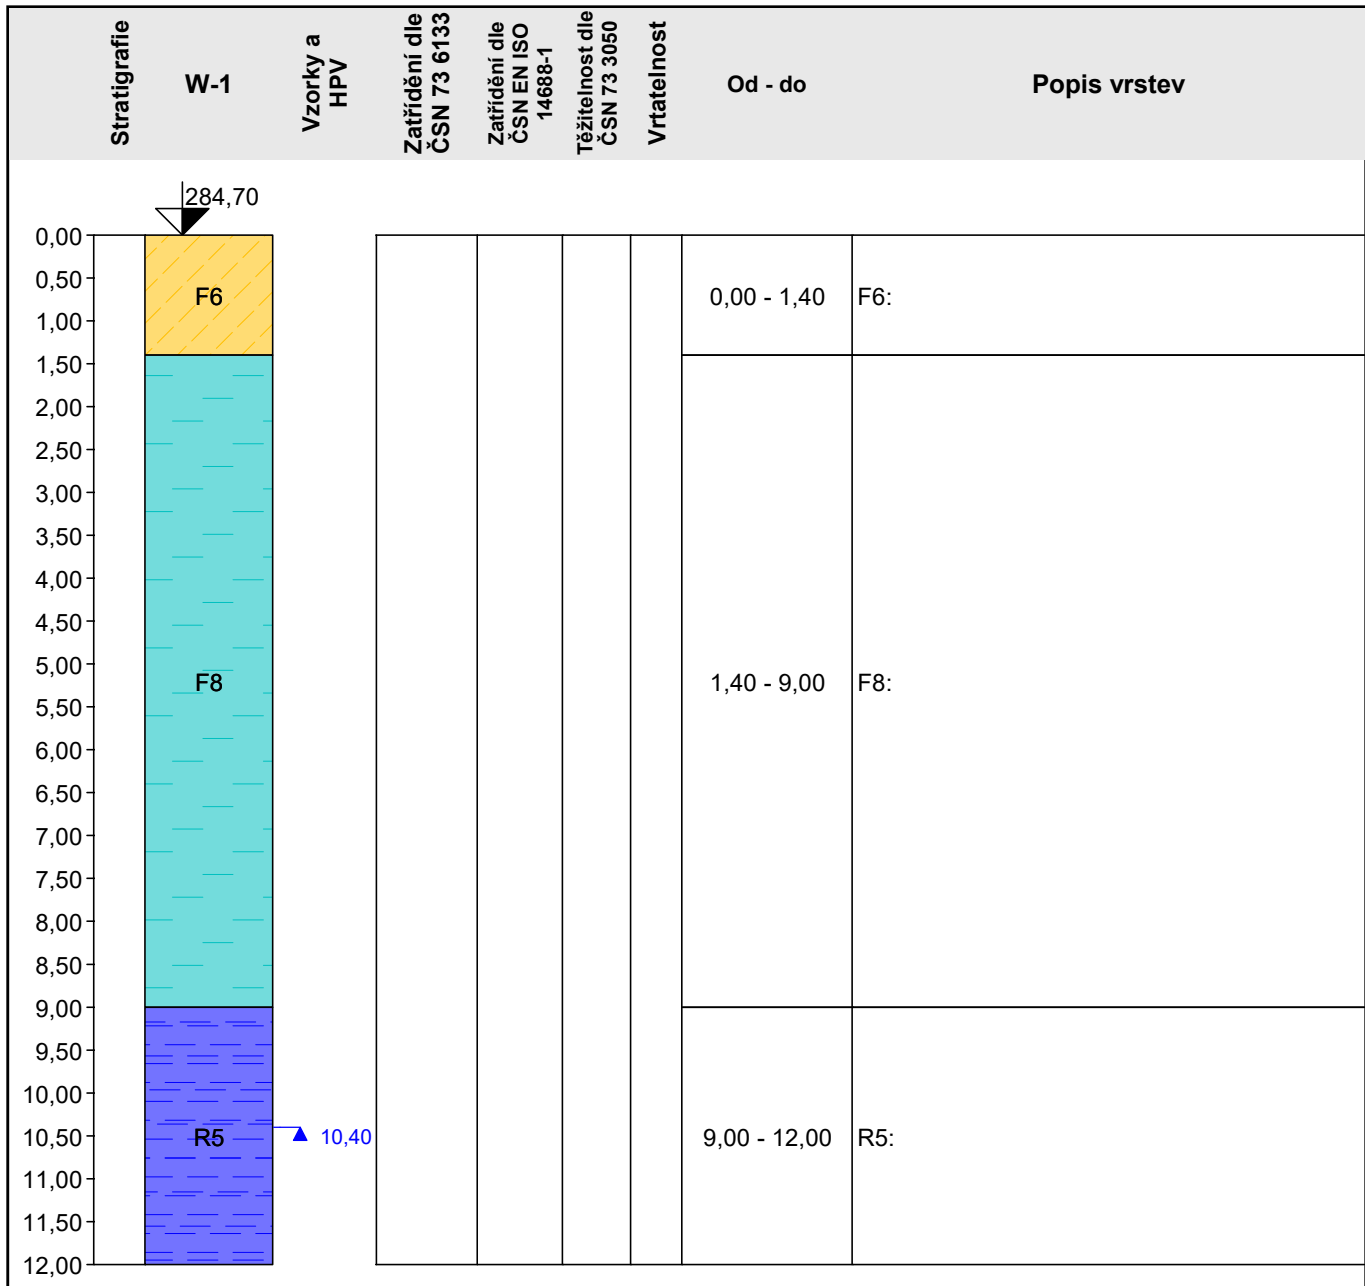 Stratigrafie
W-1
Vzorky a
HPV
Zatřídění dle
ČSN 73 6133
Zatřídění dle
ČSN EN ISO
14688-1
Těžitelnost dle
ČSN 73 3050
Vrtatelnost
Od - do
Popis vrstev
284,70
0,00
0,50
1,00
1,50
2,00
2,50
3,00
3,50
4,00
4,50
5,00
5,50
6,00
6,50
7,00
7,50
8,00
8,50
9,00
9,50
10,00
10,50
11,00
11,50
12,00
F6
0,00 - 1,40
F6:
F8
1,40 - 9,00
F8:
R5
10,40
9,00 - 12,00
R5: